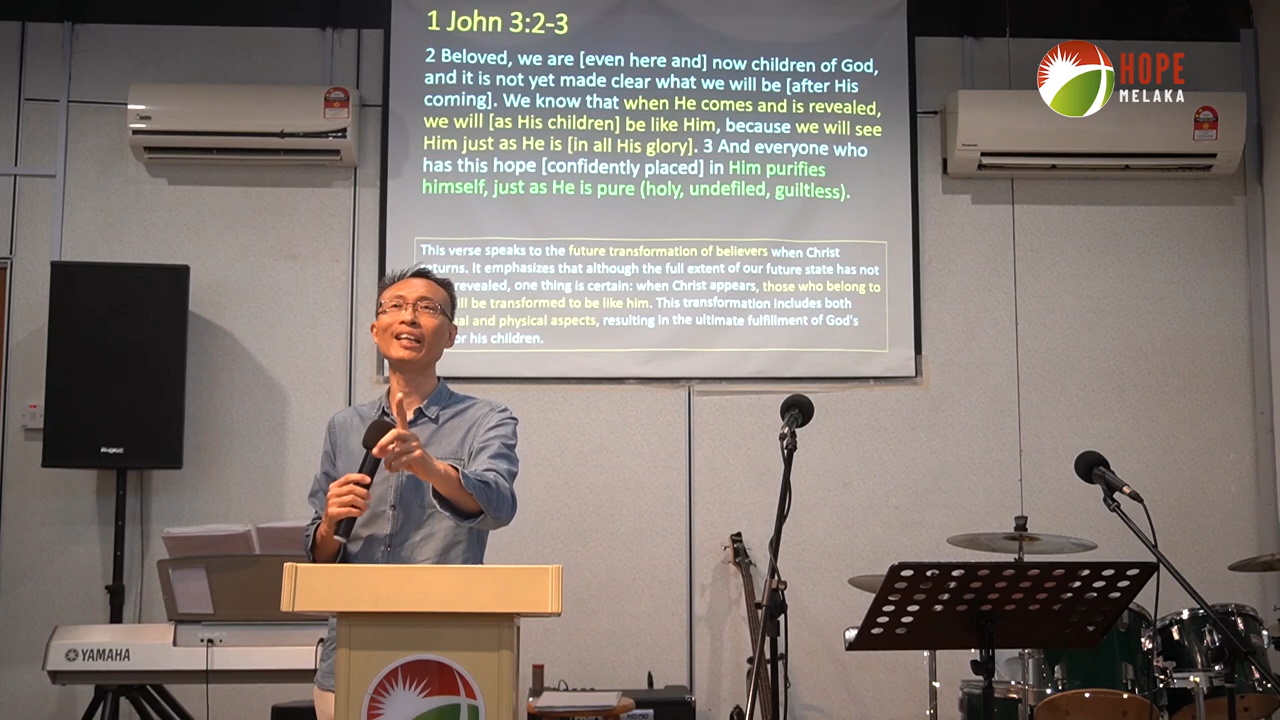 1 John 3:2-3
2 Beloved, we are [even here and] now children of God,
and it is not yet made clear what we will be [after His
coming]. We know that when He comes and is revealed,
we will [as His children] be like Him, because we will see
Him just as He is [in all His glory]. 3 And everyone who
has this hope [confidently placed] in Him purifies
himself, just as He is pure (holy, undefiled, guiltless).
This verse speaks to the future transformation of believers when Christ
returns. It emphasizes that although the full extent of our future state has not
revealed, one thing is certain: when Christ appears, those who belong to
be transformed to be like him. This transformation includes both
and physical aspects, resulting in the ultimate fulfillment of God's
his children.
HOPE
MELAKA
Panasonic
YAMAHA